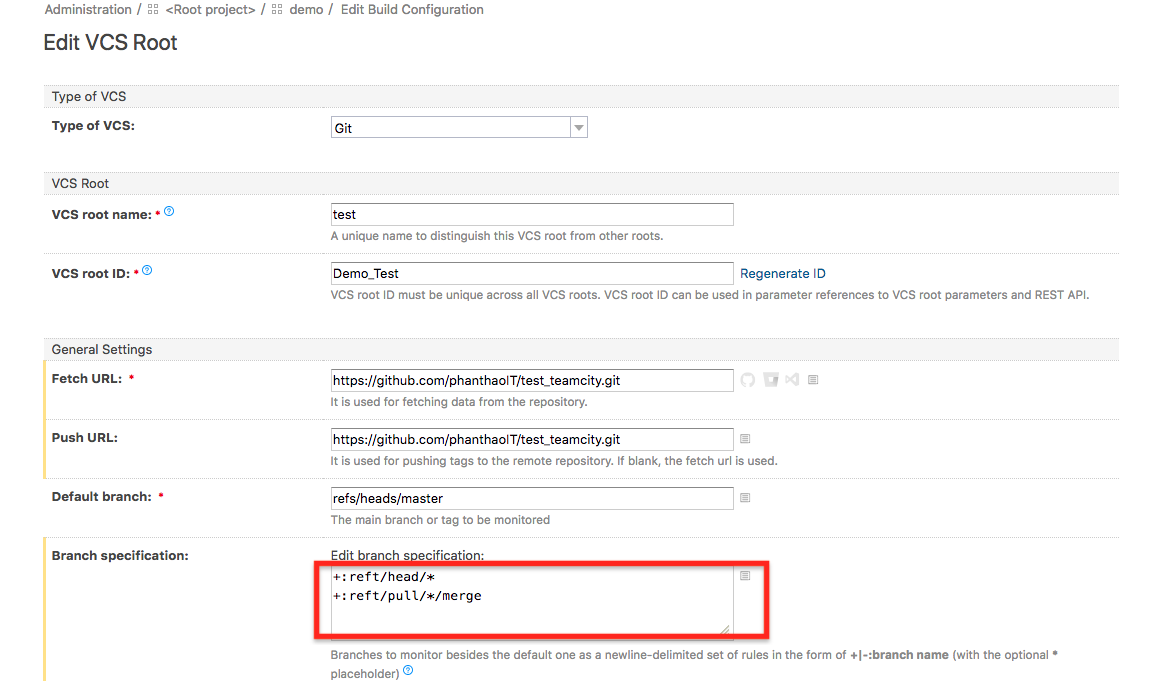 Administration / <Root project> / demo / Edit Build Configuration
Edit VCS Root
Type of VCS
Type of VCS:
Git
VCS Root
VCS root name: *
test
A unique name to distinguish this VCS root from other roots.
VCS root ID: *
Demo_Test
Regenerate ID
VCS root ID must be unique across all VCS roots. VCS root ID can be used in parameter references to VCS root parameters and REST API.
General Settings
Fetch URL: *
https://github.com/phanthaoIT/test_teamcity.git
It is used for fetching data from the repository.
Push URL:
https://github.com/phanthaoIT/test_teamcity.git
It is used for pushing tags to the remote repository. If blank, the fetch url is used.
Default branch: *
refs/heads/master
The main branch or tag to be monitored
Branch specification:
Edit branch specification:
+:reft/head/*
+:reft/pull/*/merge
Branches to monitor besides the default one as a newline-delimited set of rules in the form of +|-:branch name (with the optional *
placeholder)